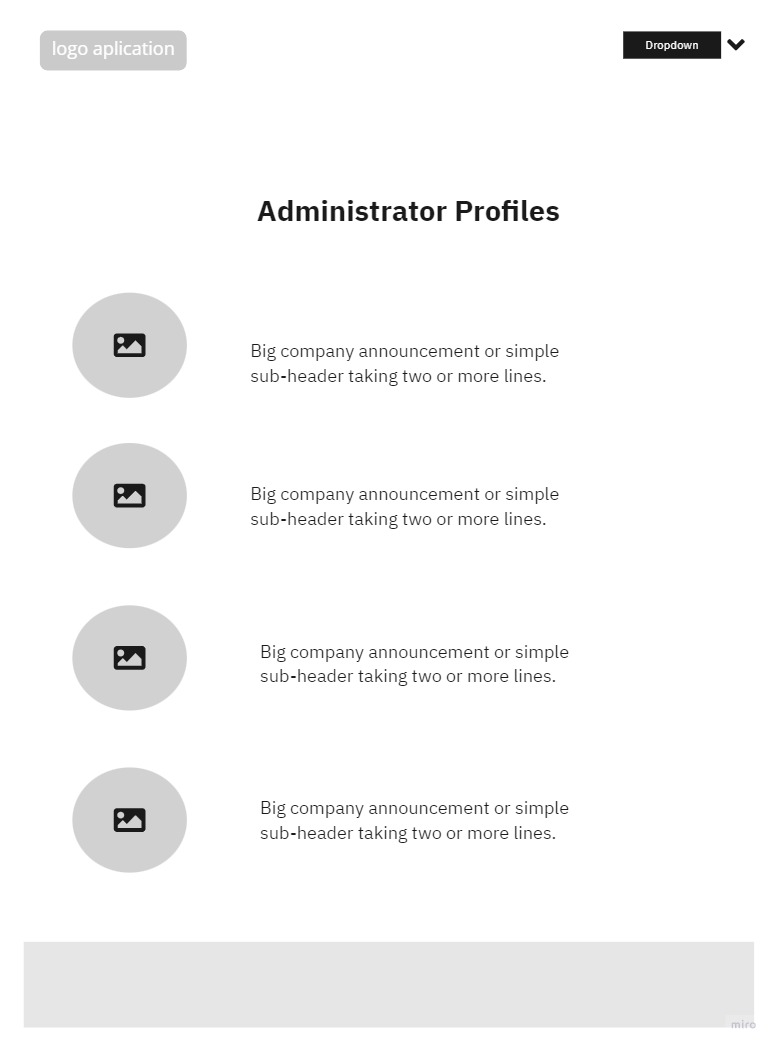 logo aplication
Dropdown
Administrator Profiles
Big company announcement or simple
sub-header taking two or more lines.
Big company announcement or simple
sub-header taking two or more lines.
Big company announcement or simple
sub-header taking two or more lines.
Big company announcement or simple
sub-header taking two or more lines.
miro